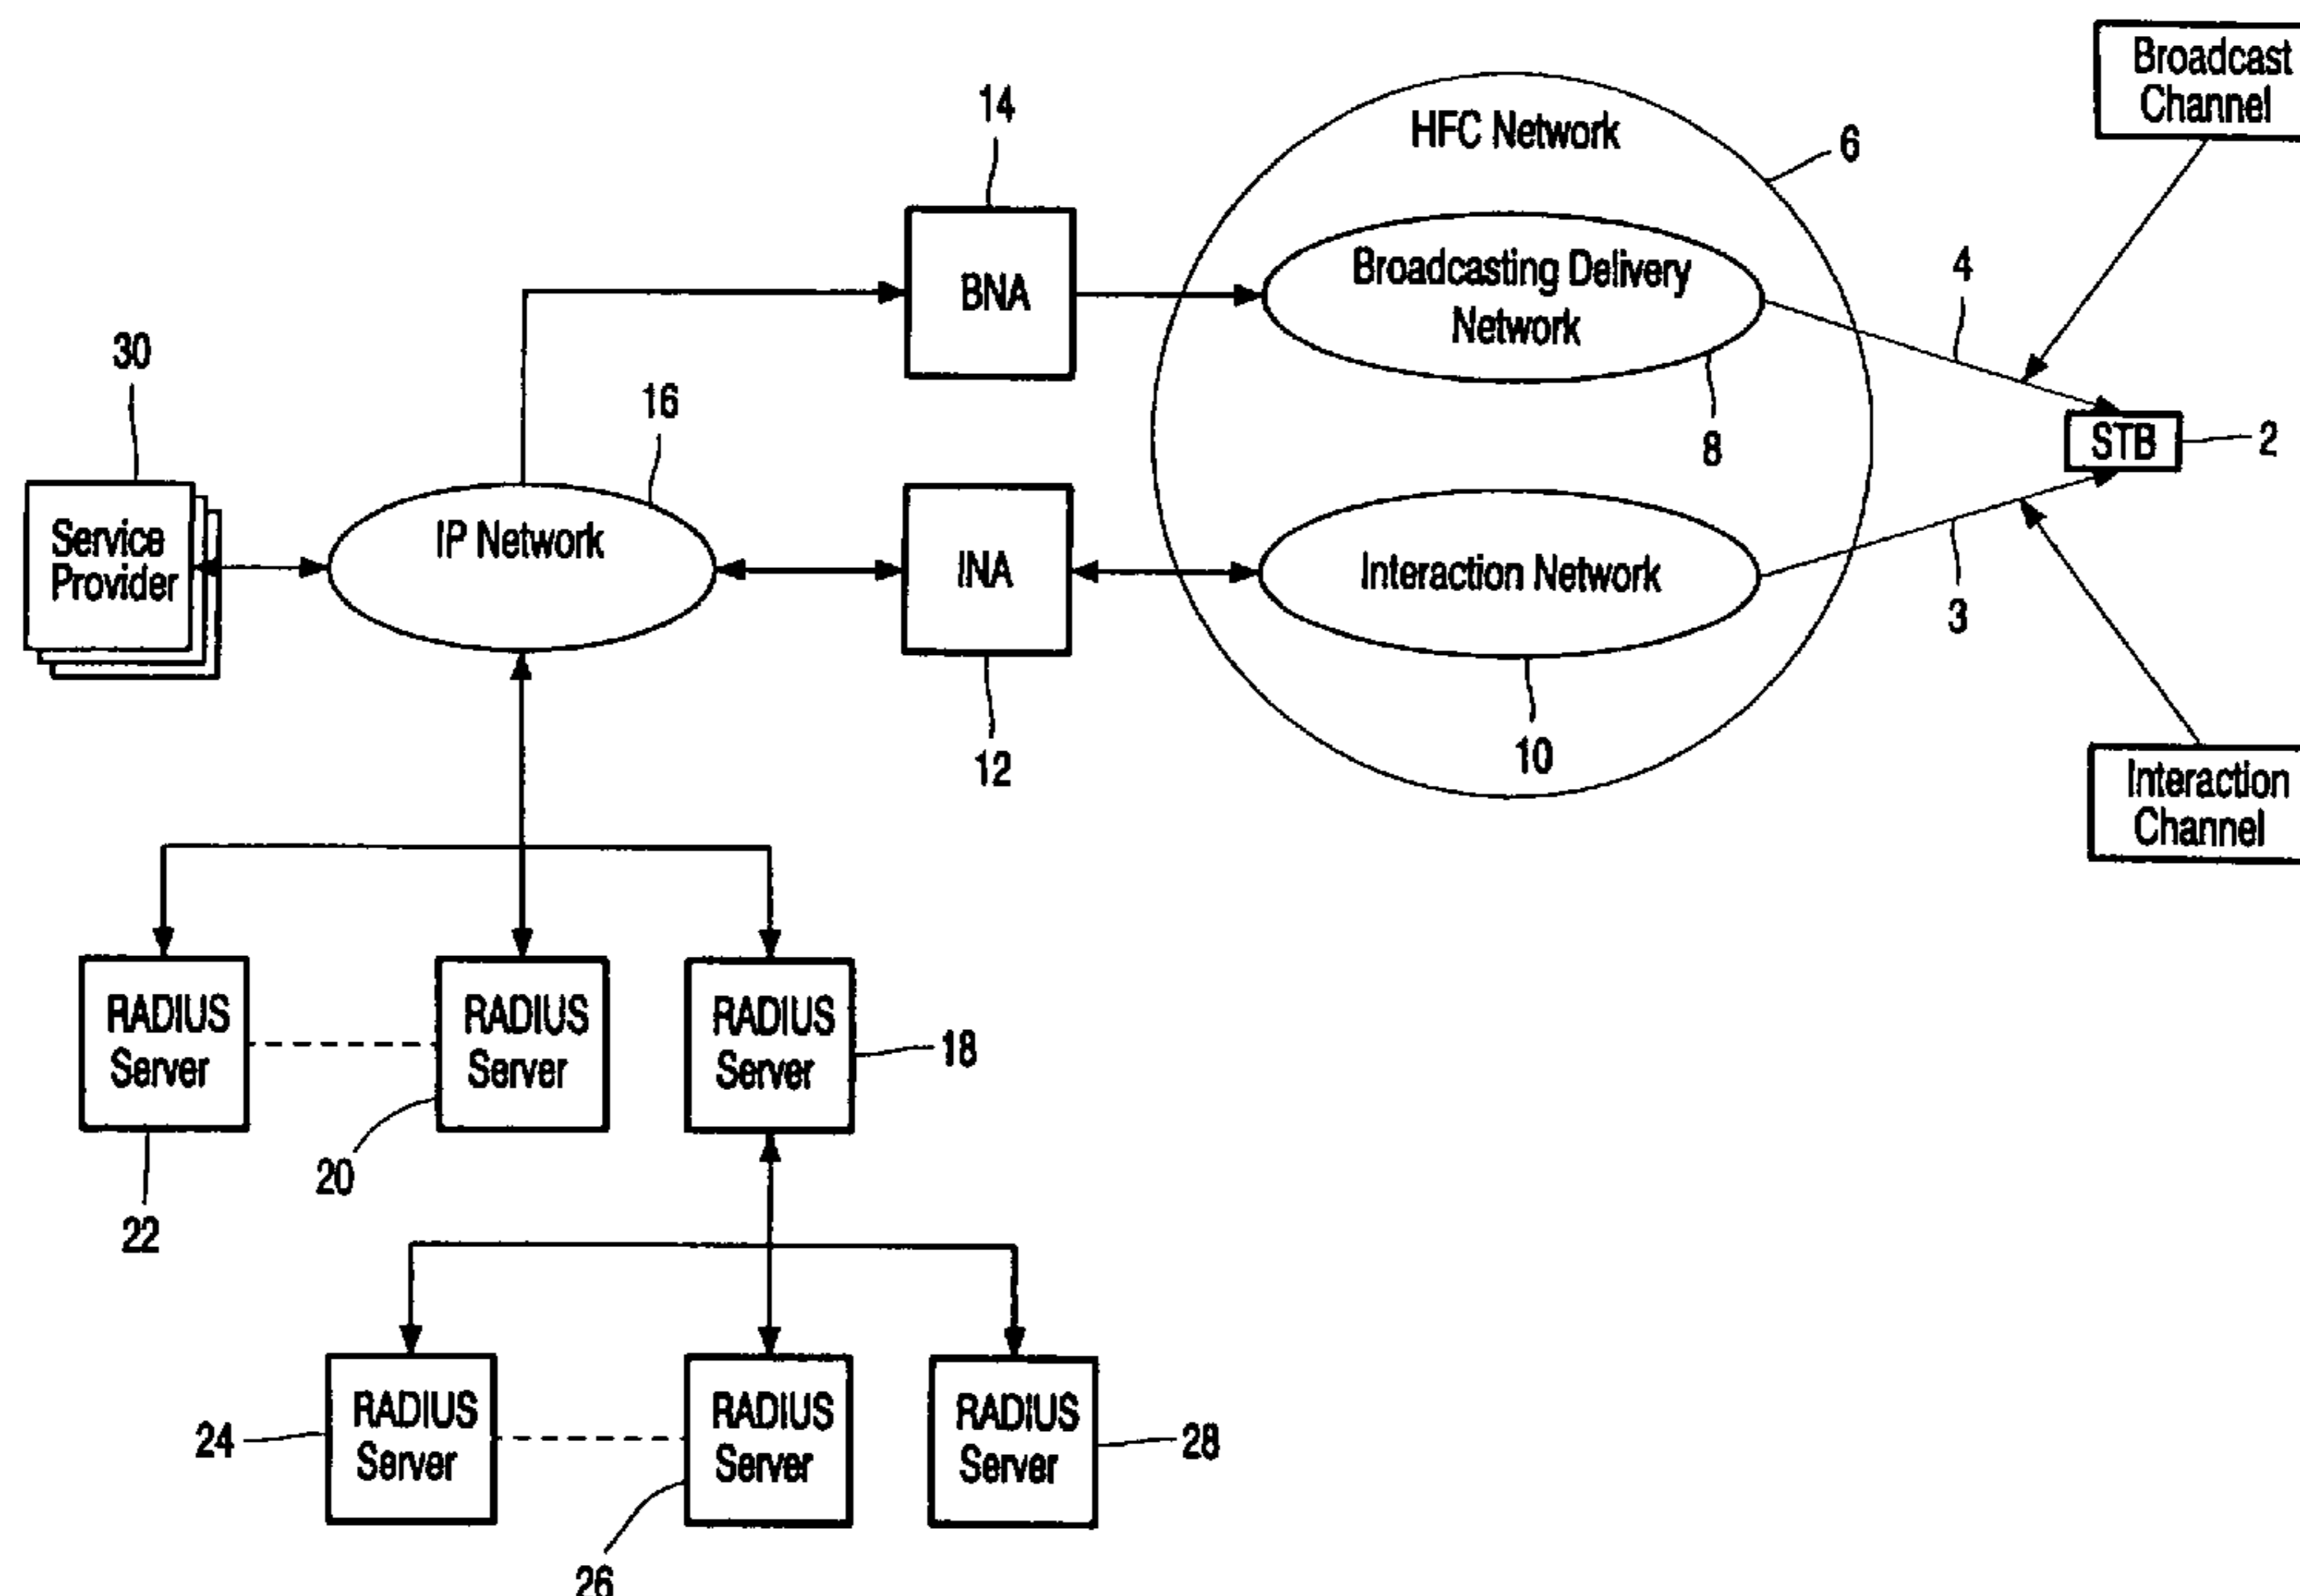 Broadcast
Channel
14
HFC Network
6
BNA
Broadcasting Delivery
Network
4
30
16
8
STB
2
Service
Provider
IP Network
INA
Interaction Network
3
12
10
Interaction
Channel
RADIUS
Server
RADIUS
Server
RADIUS
Server
18
20
22
RADIUS
Server
RADIUS
Server
RADIUS
Server
24
28
26